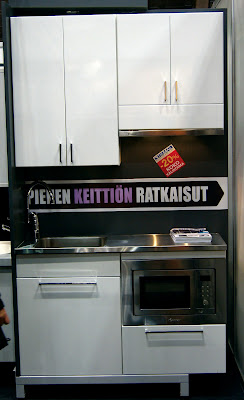 -20%
PIENEN KEITTIÖN RATKAISUT